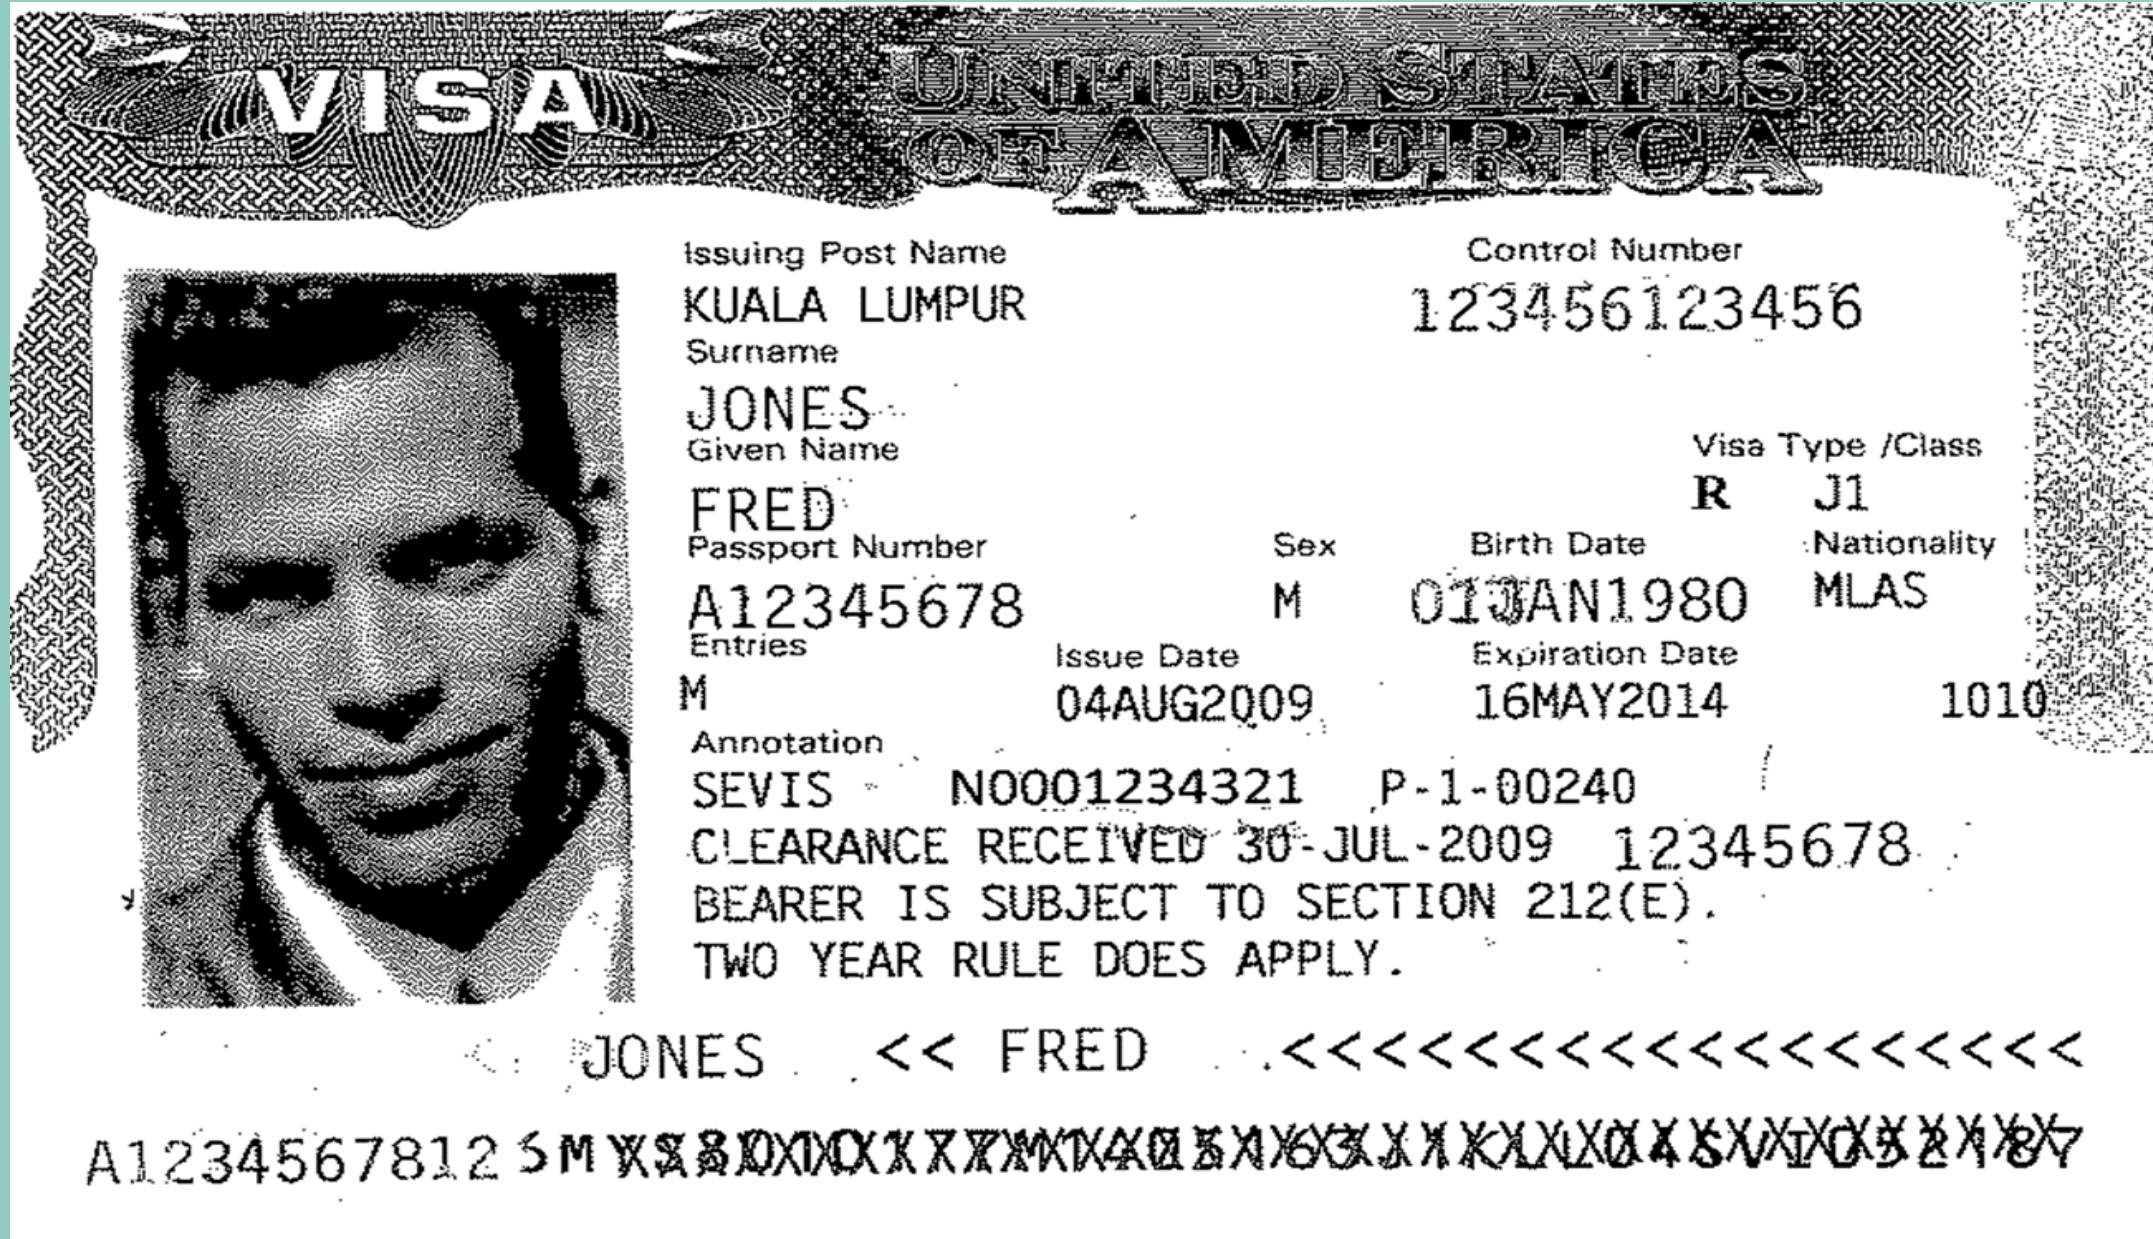 VISA
UNITED STATES
OF AMERICA
Issuing Post Name Control Number
KUALA LUMPUR 123456123456
Surname
JONES
Given Name Visa Type /Class
FRED R J1
Passport Number Sex Birth Date Nationality
A12345678 M 01JAN1980 MLAS
Entries Issue Date Expiration Date
M 04AUG2009 16MAY2014 1010
Annotation
SEVIS N0001234321 P-1-00240
CLEARANCE RECEIVED 30-JUL-2009 12345678
BEARER IS SUBJECT TO SECTION 212(E).
TWO YEAR RULE DOES APPLY.
JONES << FRED <<<<<<<<<<<<<<<<<<
A1234567812